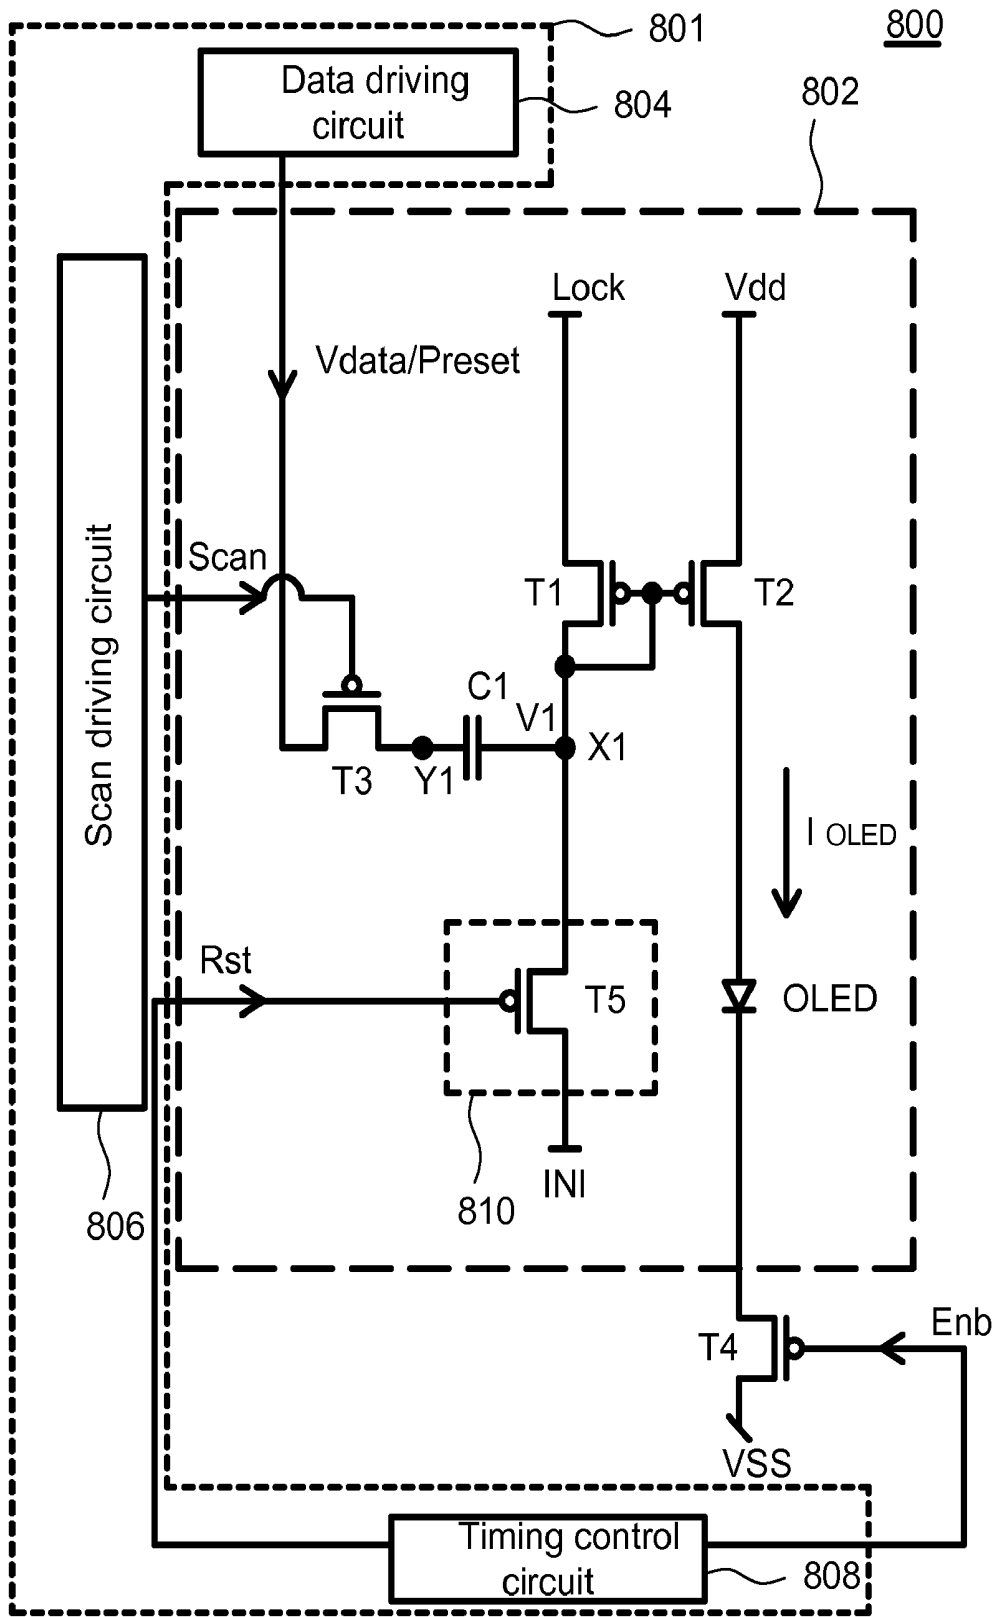 800
801
Data driving
circuit
804
802
Lock
Vdd
Vdata/Preset
Scan driving circuit
Scan
T1
T2
C1
V1
X1
T3
Y1
I OLED
Rst
T5
OLED
INI
806
810
Enb
T4
VSS
Timing control
circuit
808